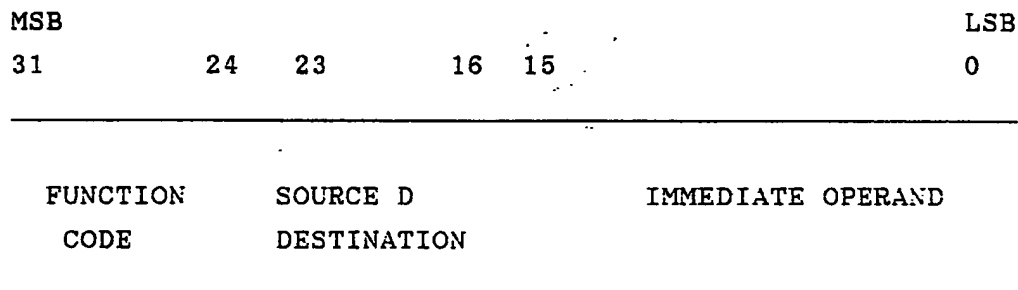 MSB LSB
31 24 23 16 15 0
FUNCTION SOURCE D IMMEDIATE OPERAND
CODE DESTINATION